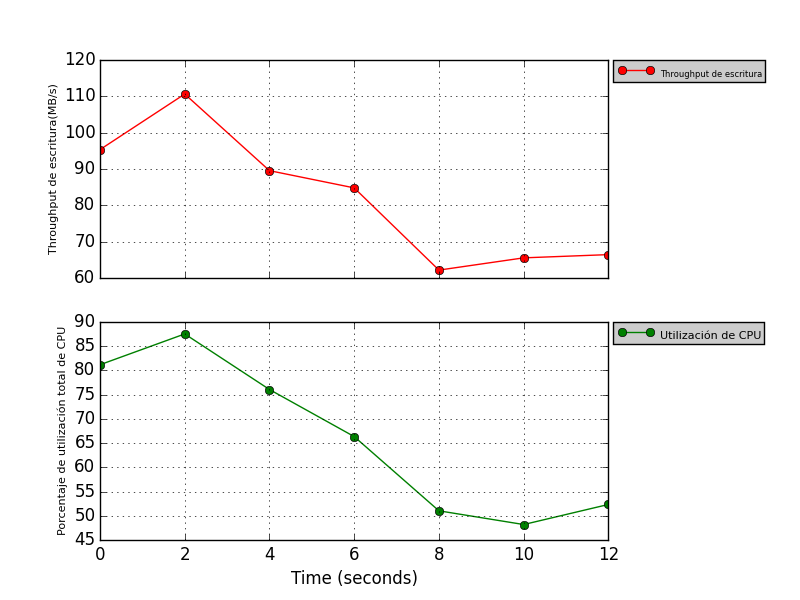 Throughput de escritura(MB/s)
120
110
100
90
80
70
60
Throughput de escritura
Porcentaje de utilización total de CPU
90
85
80
75
70
65
60
55
50
45
Utilización de CPU
0 2 4 6 8 10 12
Time (seconds)